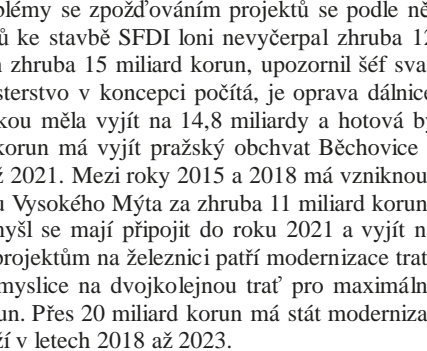 blémy se zpožďováním projektů se podle ně
ů ke stavbě SFDI loni nevyčerpal zhruba 12
zhruba 15 miliard korun, upozornil šéf sva
sterstvo v koncepci počítá, je oprava dálnice
kou měla vyjít na 14,8 miliardy a hotová b
korun má vyjít pražský obchvat Běchovice
ž 2021. Mezi roky 2015 a 2018 má vzniknou
u Vysokého Mýta za zhruba 11 miliard korun
myšl se mají připojit do roku 2021 a vyjít n
projektům na železnici patří modernizace trat
myslice na dvojkolejnou trať pro maximáln
un. Přes 20 miliard korun má stát moderniza
ží v letech 2018 až 2023.